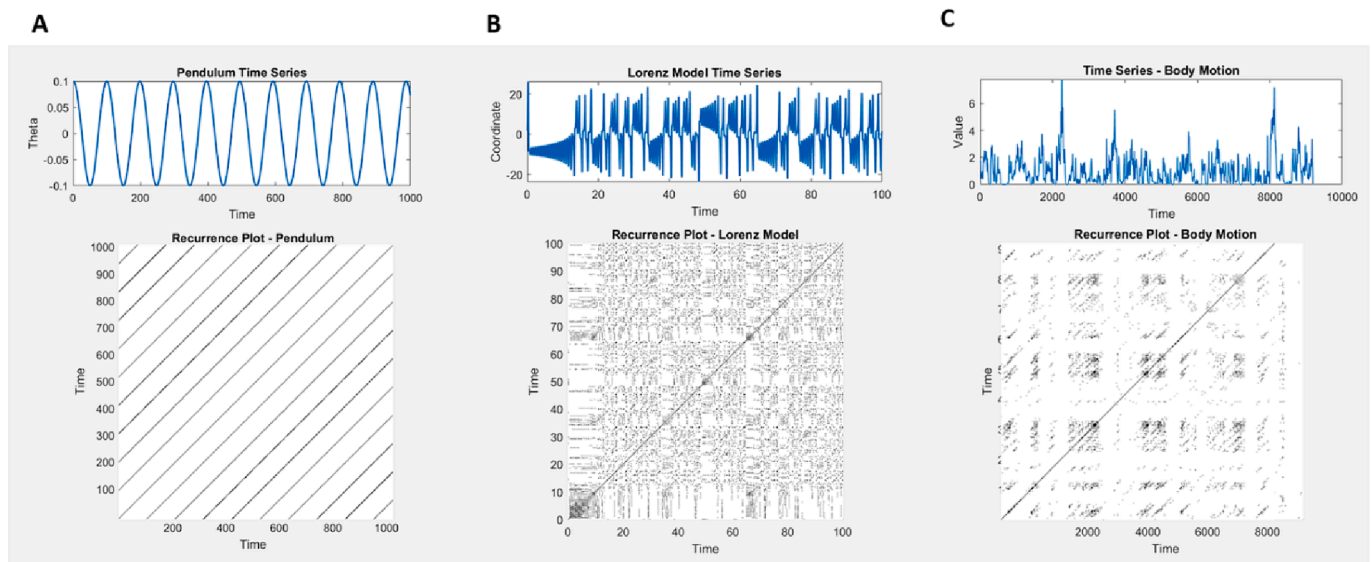 A
B
C
Pendulum Time Series
Theta
0.1
0.05
0
-0.05
-0.1
0 200 400 600 800 1000
Time
Recurrence Plot - Pendulum
Time
1000
900
800
700
600
500
400
300
200
100
200 400 600 800 1000
Time
Lorenz Model Time Series
Coordinate
20
0
-20
0 20 40 60 80 100
Time
Recurrence Plot - Lorenz Model
Time
100
90
80
70
60
50
40
30
20
10
0
0 20 40 60 80 100
Time
Time Series - Body Motion
Value
6
4
2
0
0 2000 4000 6000 8000 10000
Time
Recurrence Plot - Body Motion
Time
2000 4000 6000 8000
Time